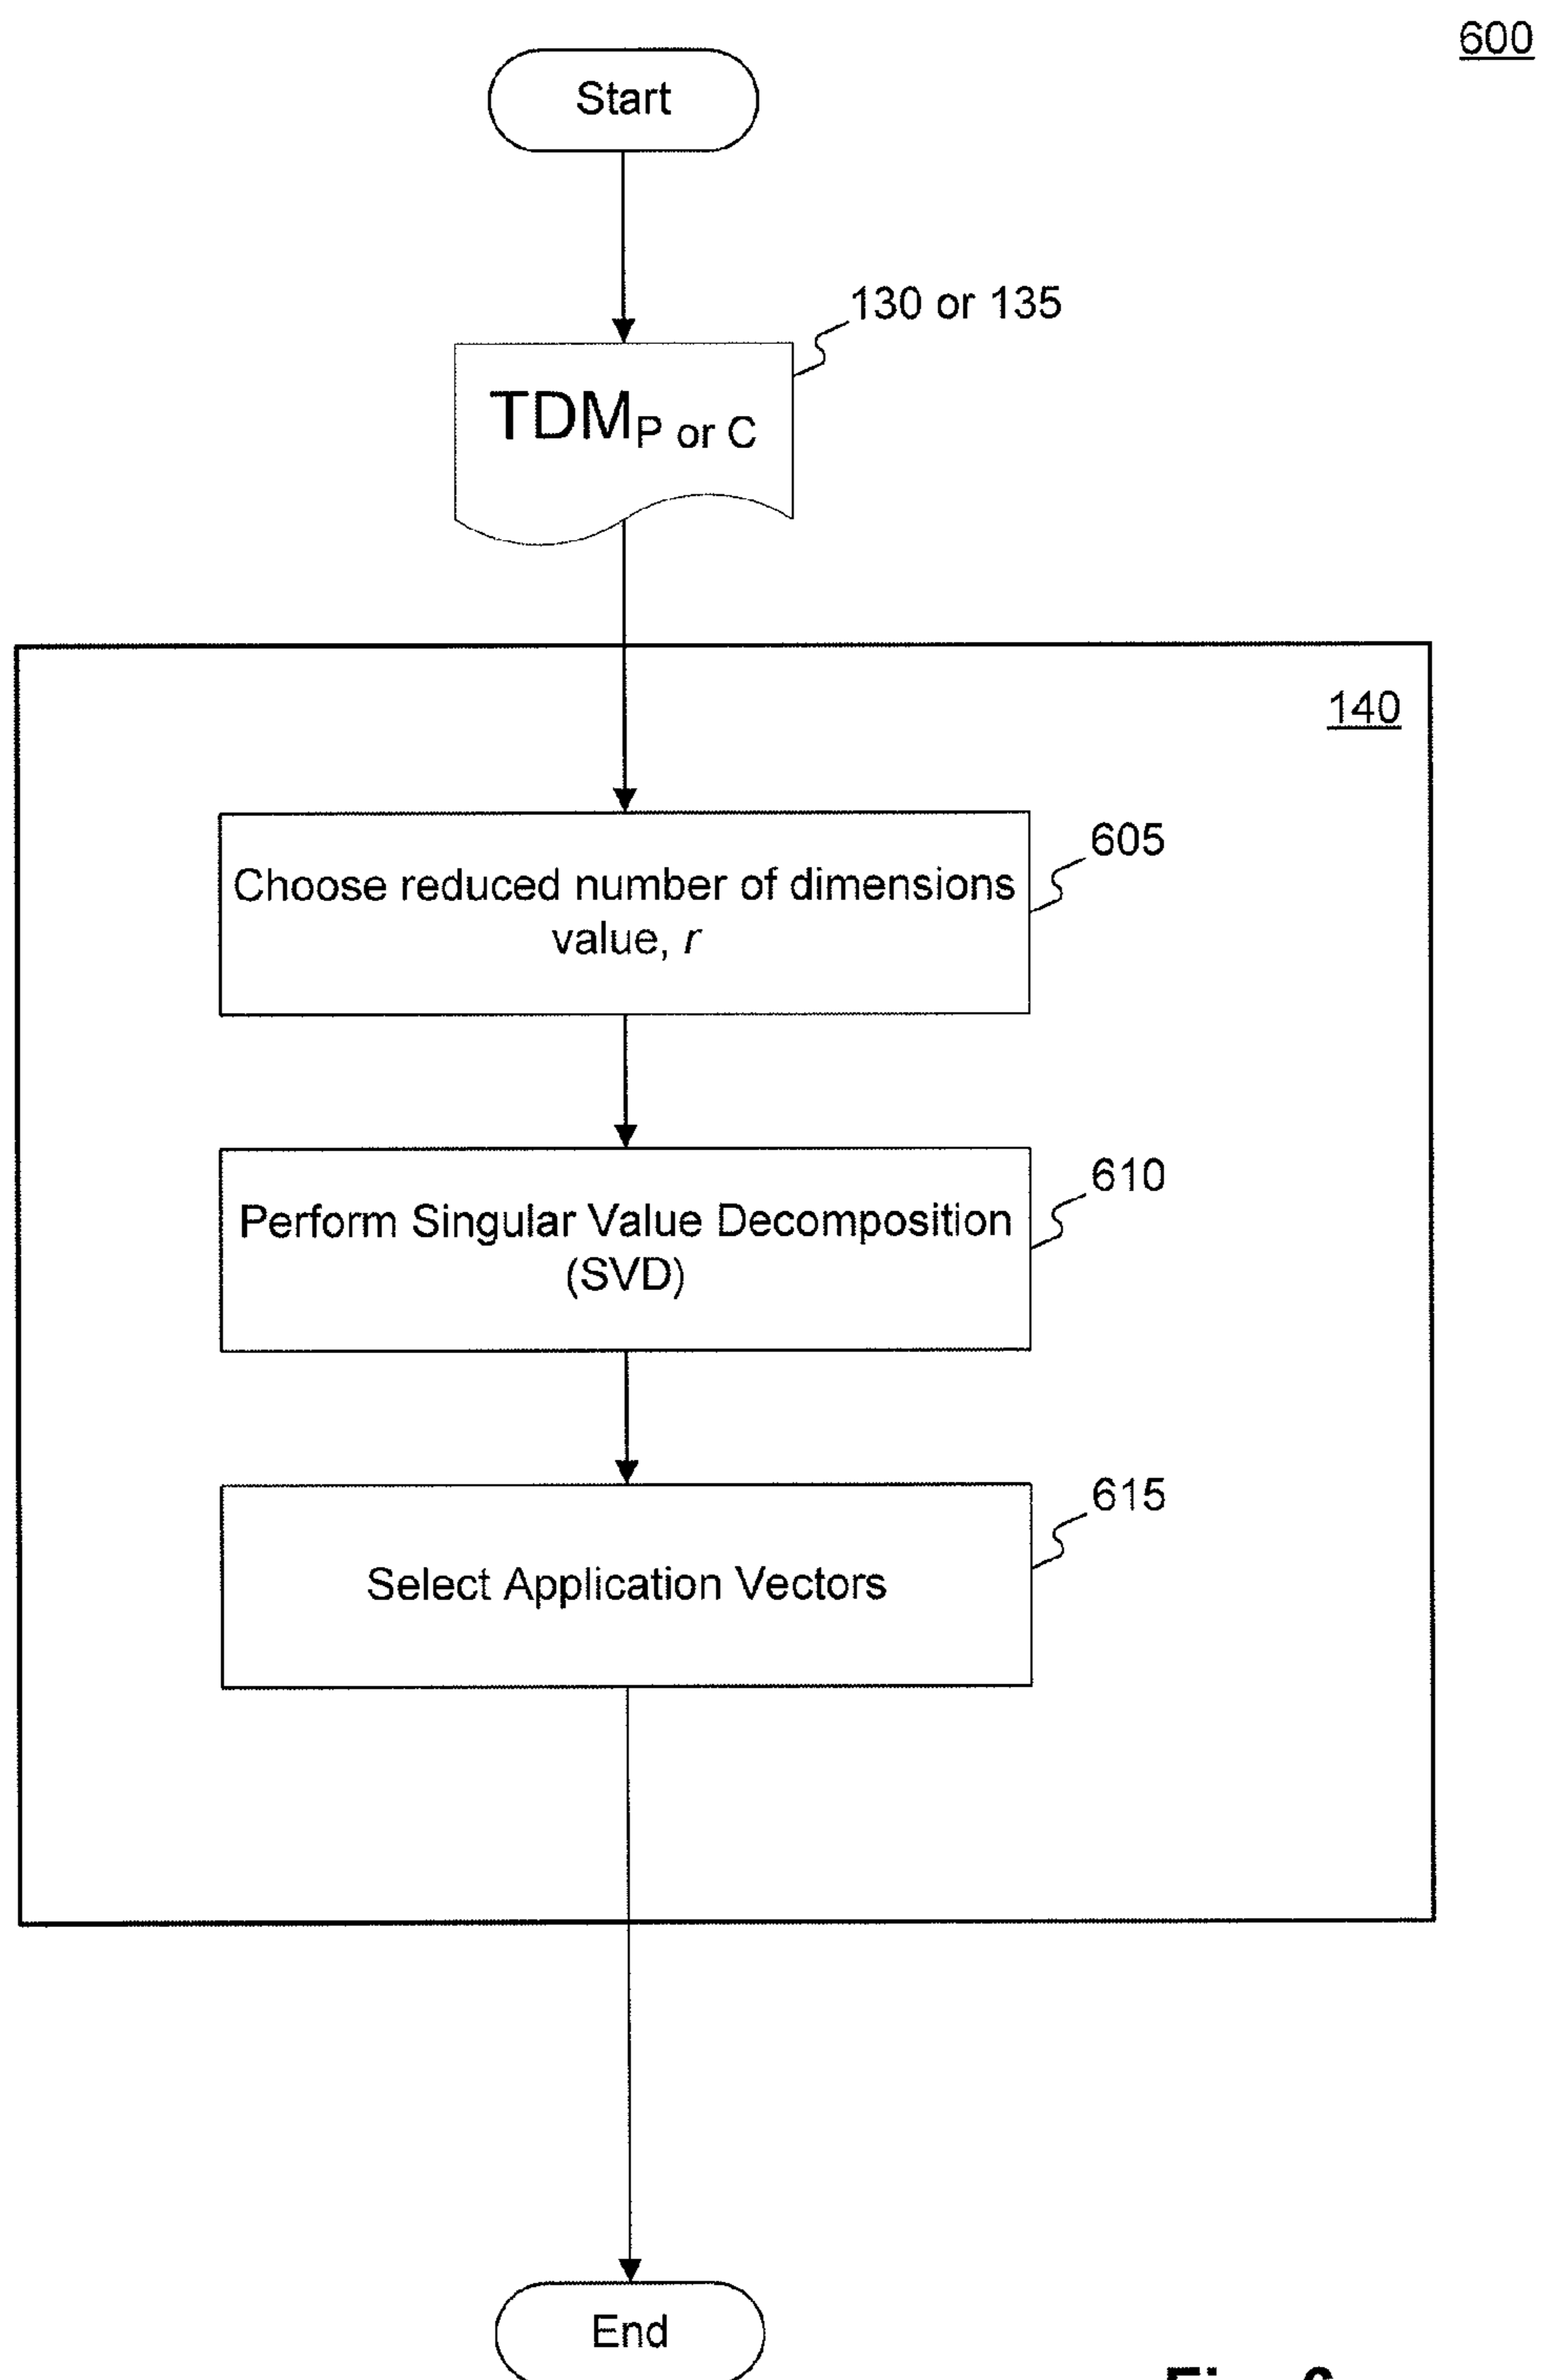 600
Start
130 or 135
TDMP or C
140
605
Choose reduced number of dimensions
value, r
610
Perform Singular Value Decomposition
(SVD)
615
Select Application Vectors
End